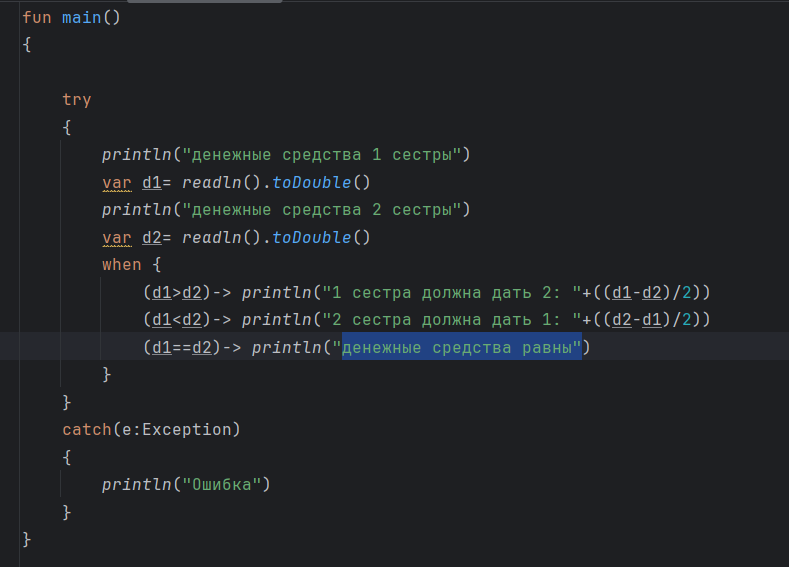 fun main()
{
try
{
println("денежные средства 1 сестры")
var d1= readln().toDouble()
println("денежные средства 2 сестры")
var d2= readln().toDouble()
when {
(d1>d2)-> println("1 сестра должна дать 2: "+((d1-d2)/2))
(d1<d2)-> println("2 сестра должна дать 1: "+((d2-d1)/2))
(d1==d2)-> println("денежные средства равны")
}
}
catch(e:Exception)
{
println("Ошибка")
}
}